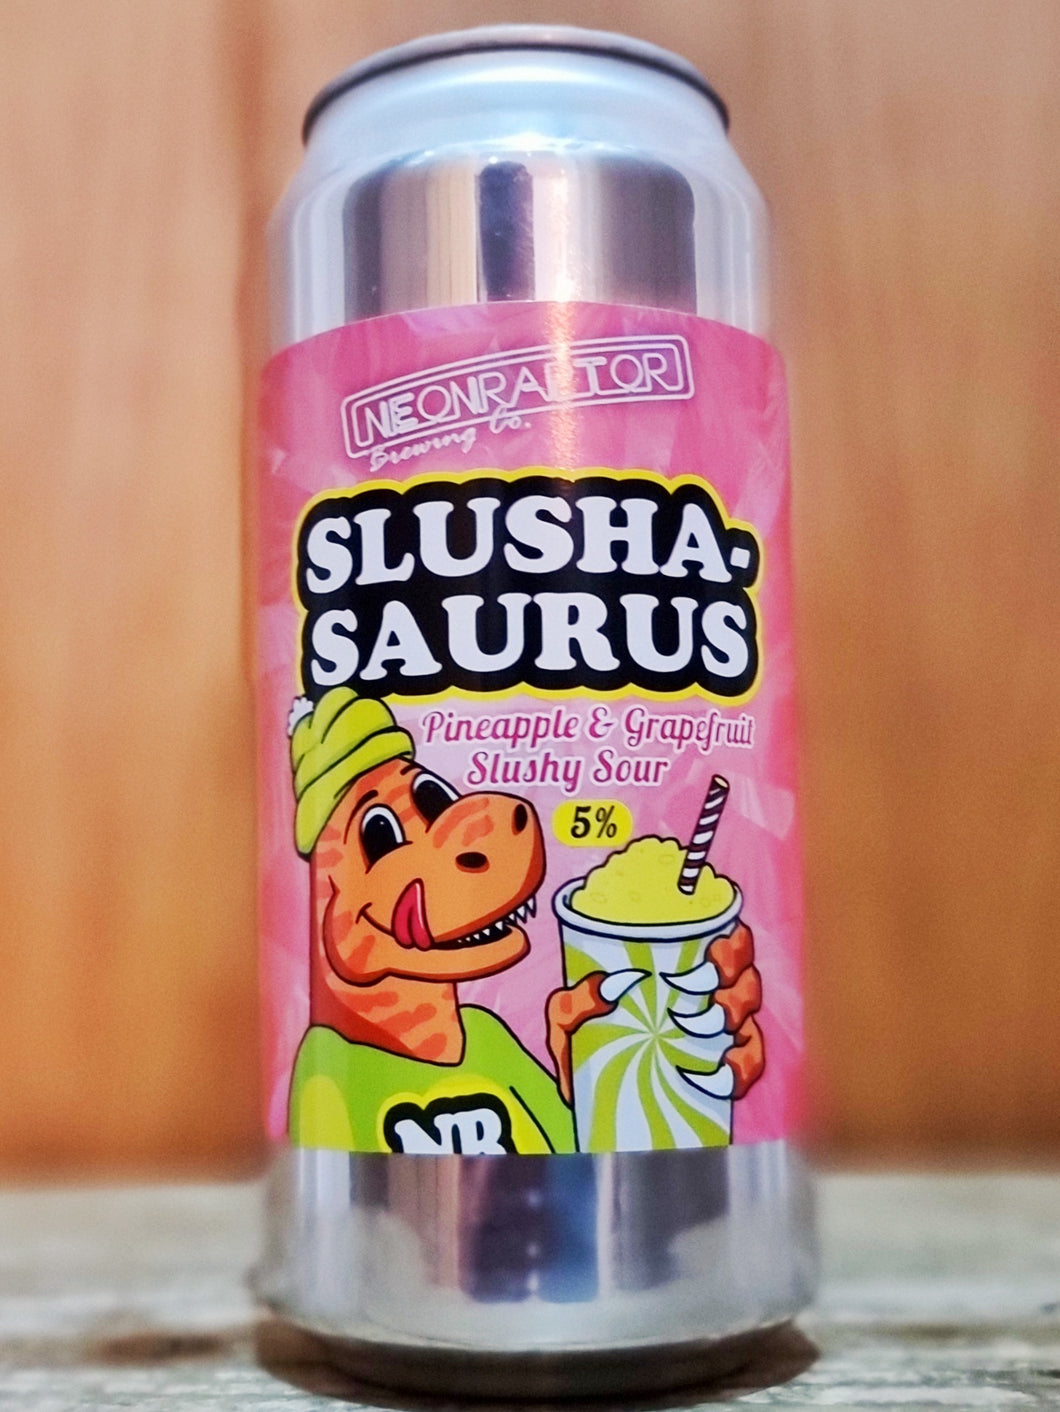 NEONRAPTOR
Brewing Co.
SLUSHA-
SAURUS
Pineapple & Grapefruit
Slushy Sour
5%
NR